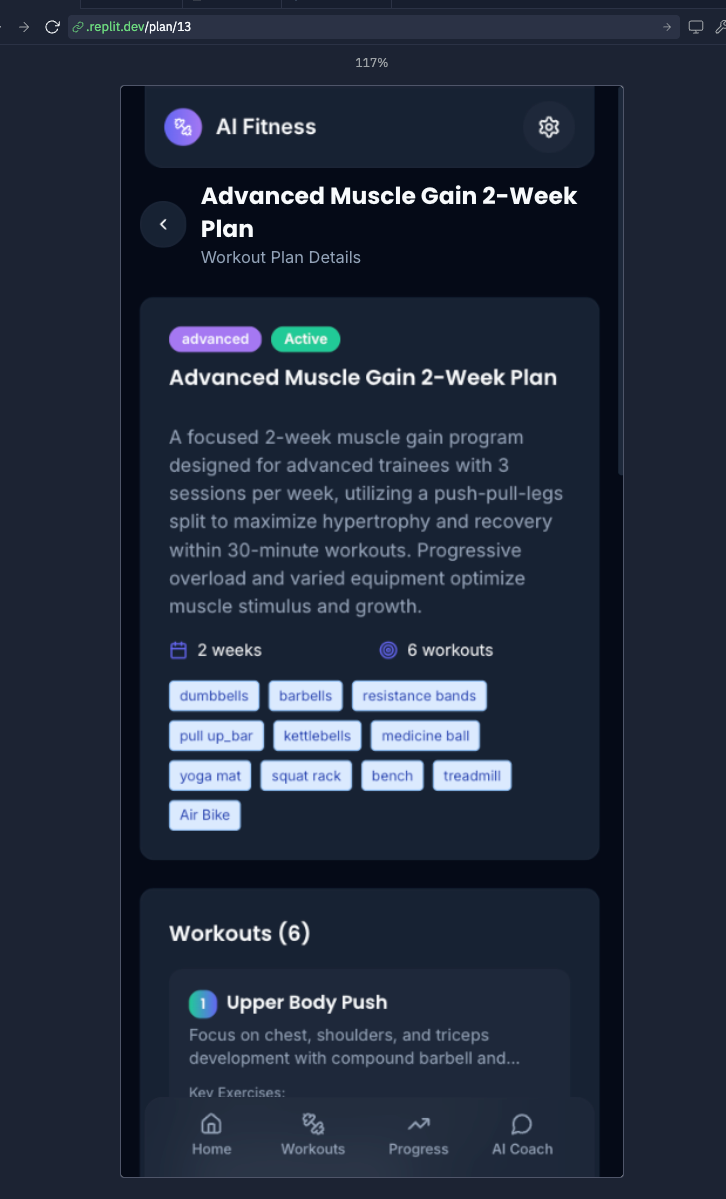 .replit.dev/plan/13
117%
AI Fitness
Advanced Muscle Gain 2-Week
Plan
Workout Plan Details
advanced Active
Advanced Muscle Gain 2-Week Plan
A focused 2-week muscle gain program
designed for advanced trainees with 3
sessions per week, utilizing a push-pull-legs
split to maximize hypertrophy and recovery
within 30-minute workouts. Progressive
overload and varied equipment optimize
muscle stimulus and growth.
2 weeks 6 workouts
dumbbells barbells resistance bands
pull up_bar kettlebells medicine ball
yoga mat squat rack bench treadmill
Air Bike
Workouts (6)
1 Upper Body Push
Focus on chest, shoulders, and triceps
development with compound barbell and...
Key Exercises:
Home Workouts Progress AI Coach